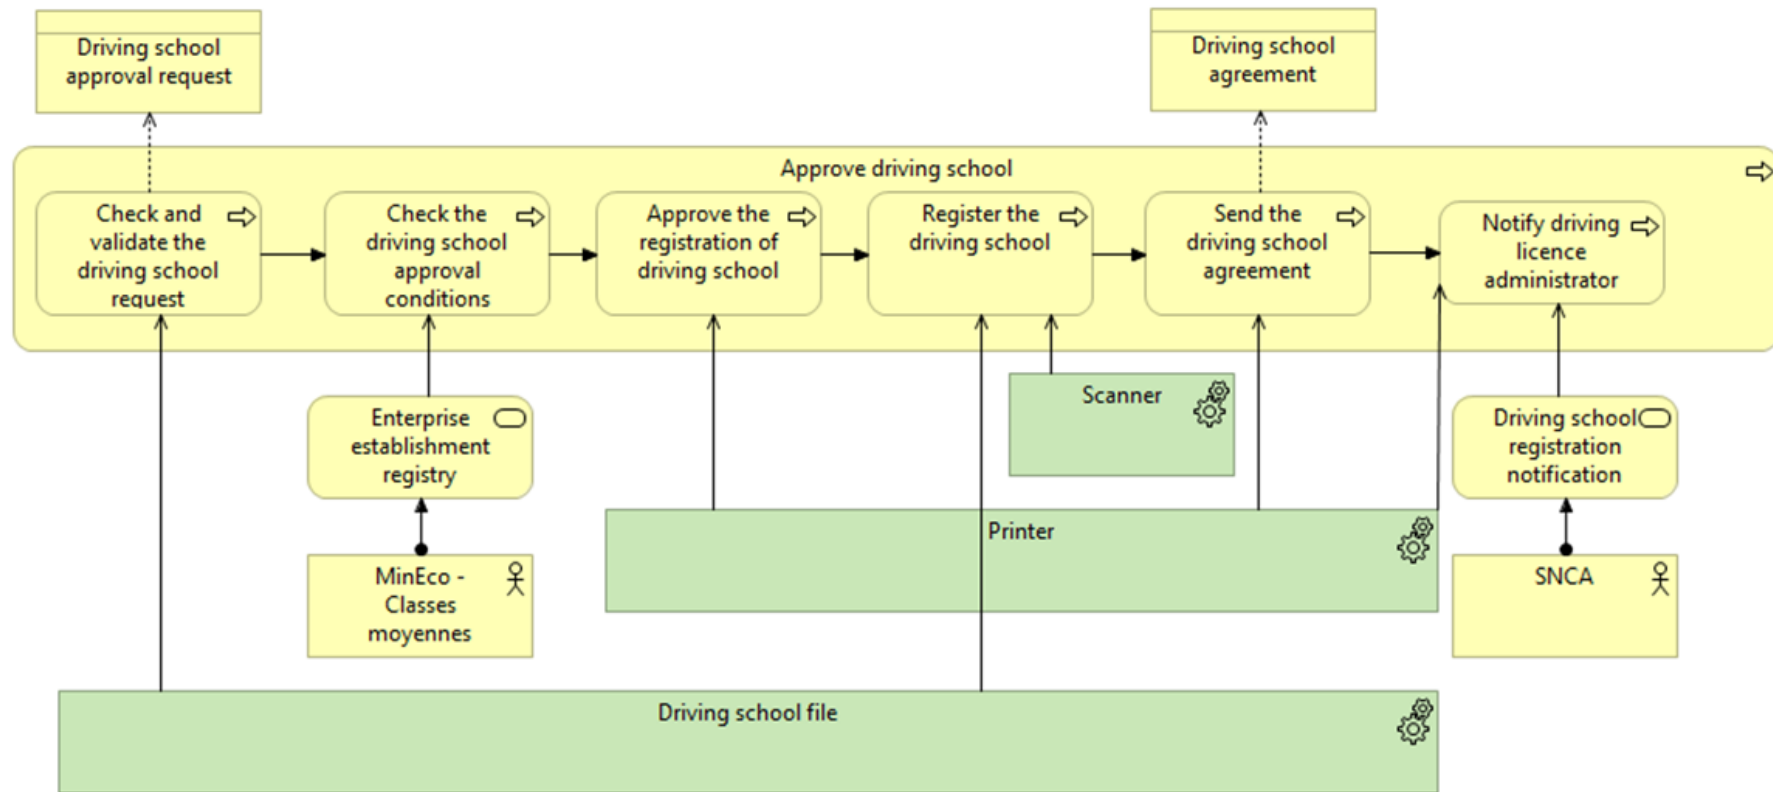 Driving school
approval request
Driving school
agreement
Approve driving school
Check and
validate the
driving school
request
Check the
driving school
approval
conditions
Approve the
registration of
driving school
Register the
driving school
Send the
driving school
agreement
Notify driving
licence
administrator
Enterprise
establishment
registry
Scanner
Driving school
registration
notification
Printer
MinEco -
Classes
moyennes
SNCA
Driving school file